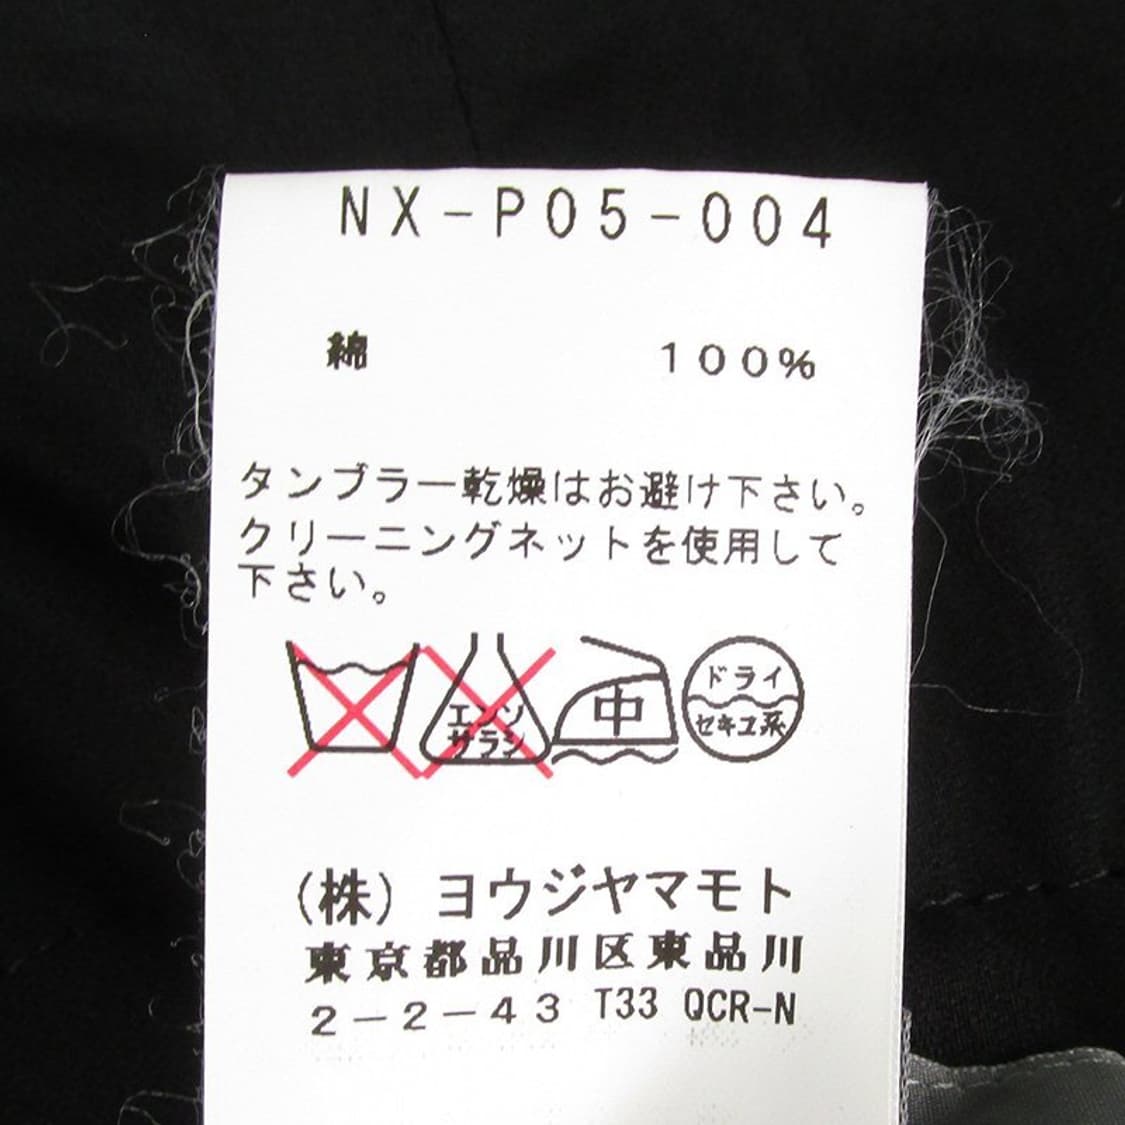 NX-P05-004
綿 100%
タンブラー乾燥はお避け下さい。
クリーニングネットを使用して
下さい。
エンソ
サラシ
中
ドライ
セキユ系
(株) ヨウジヤマモト
東京都品川区東品川
2-2-43 T33 QCR-N